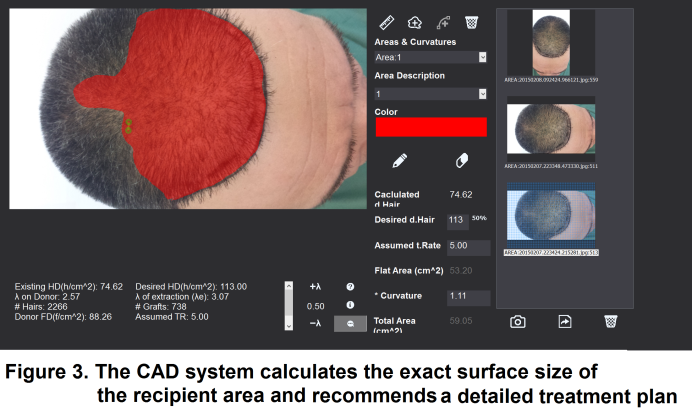 Areas & Curvatures
Area:1
Area Description
1
Color
Caclulated d.Hair 74.62
Desired d.Hair 113 50%
Assumed t.Rate 5.00
Flat Area (cm^2) 53.20
* Curvature 1.11
Total Area (cm^2) 59.05
AREA:20150208.092424.966121.jpg:559
AREA:20150207.223348.473330.jpg:511
AREA:20150207.223424.215281.jpg:513
Existing HD(h/cm^2): 74.62 Desired HD(h/cm^2): 113.00
λ on Donor: 2.57 λ of extraction (λe): 3.07
# Hairs: 2266 # Grafts: 738
Donor FD(f/cm^2): 88.26 Assumed TR: 5.00
+λ
0.50
−λ
Figure 3. The CAD system calculates the exact surface size of
the recipient area and recommends a detailed treatment plan